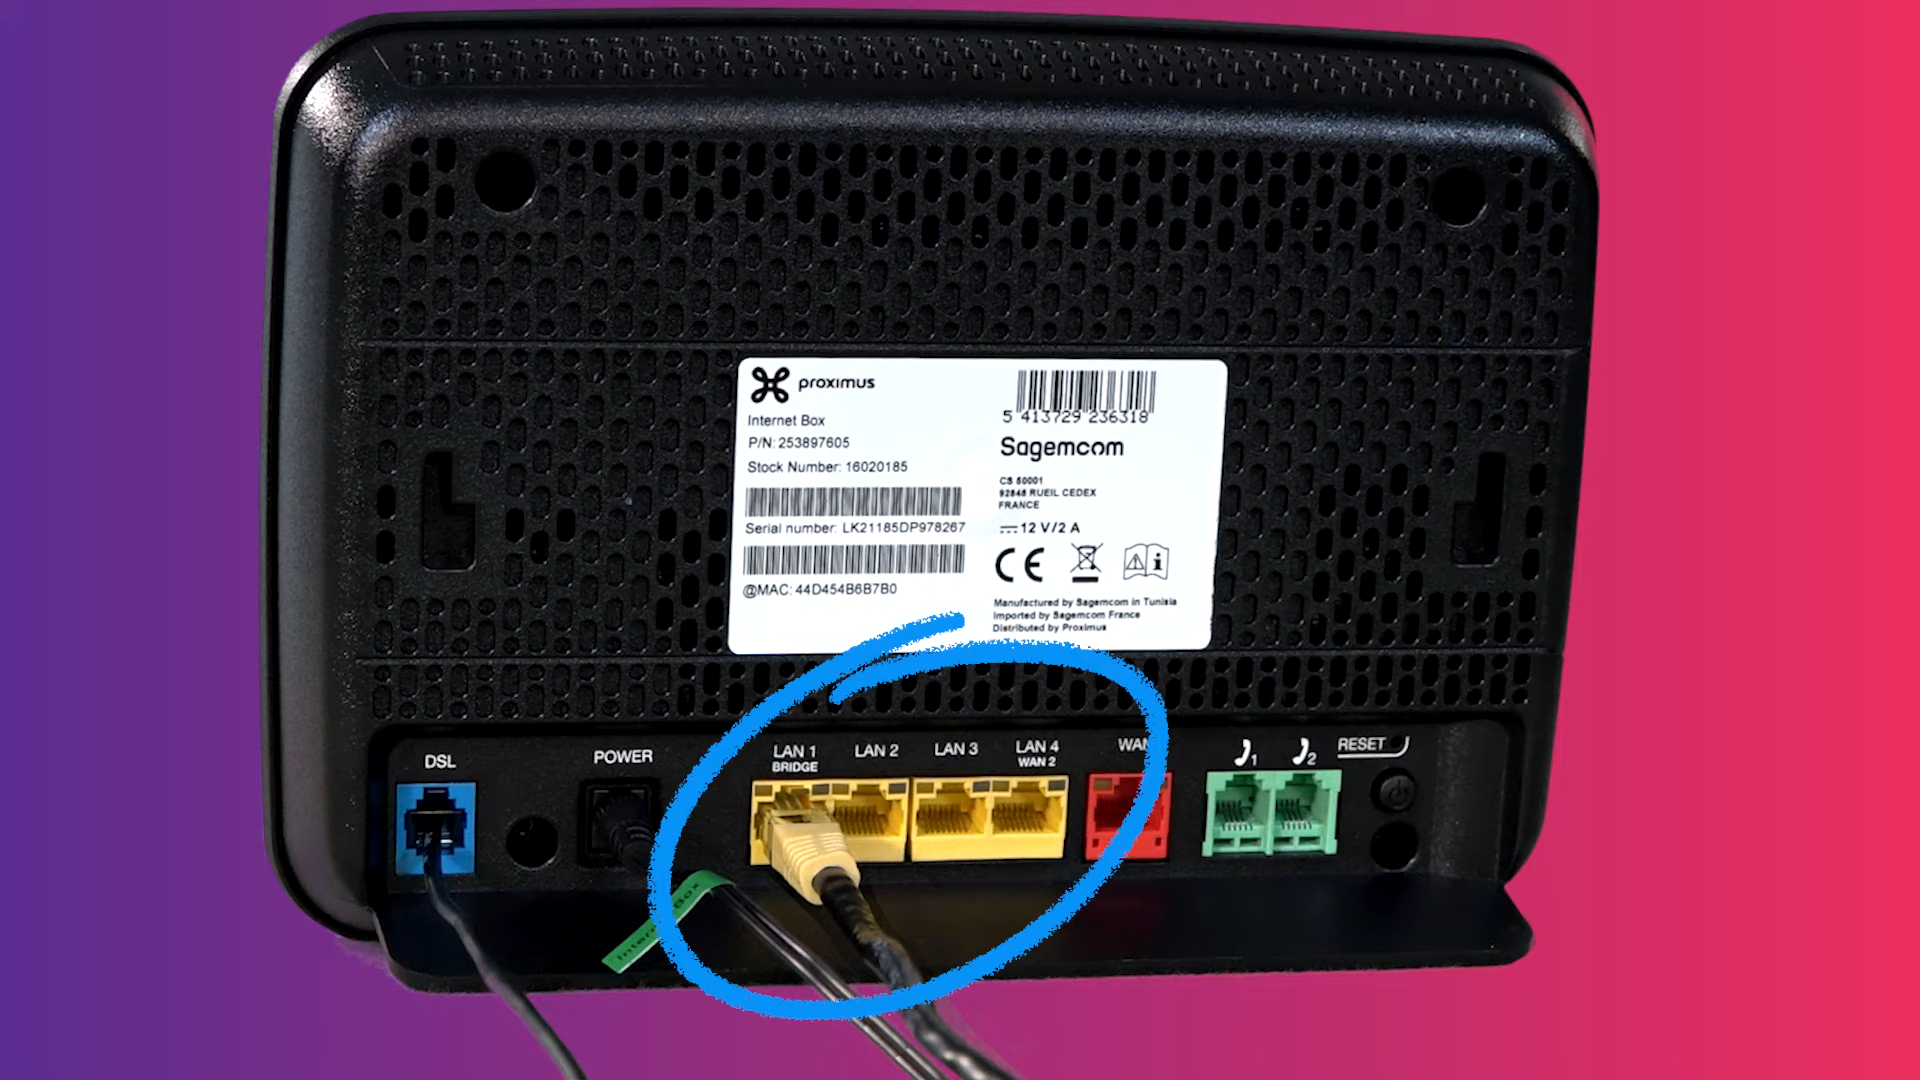 proximus
Internet Box
P/N: 253897605
Stock Number: 16020185
Serial number: LK21185DP978267
@MAC: 44D454B6B7B0
5 413729 236318
Sagemcom
CS 50001
92848 RUEIL CEDEX
FRANCE
12 V/2 A
CE
Manufactured by Sagemcom in Tunisia
Imported by Sagemcom France
Distributed by Proximus
DSL
POWER
LAN 1
BRIDGE
LAN 2
LAN 3
LAN 4
WAN 2
WAN
1
2
RESET